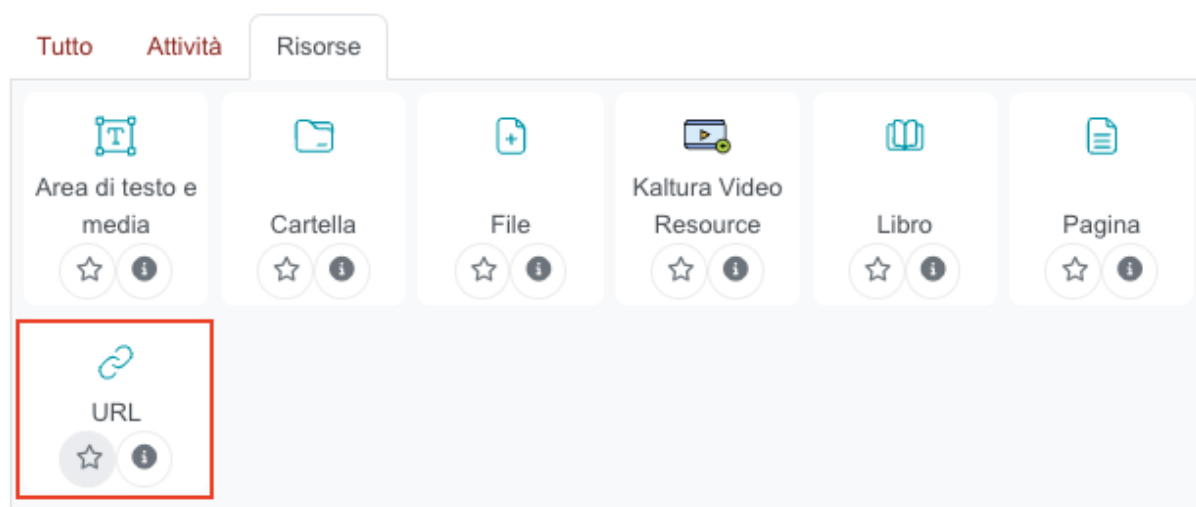 Tutto Attività Risorse
Area di testo e media
Cartella
File
Kaltura Video Resource
Libro
Pagina
URL